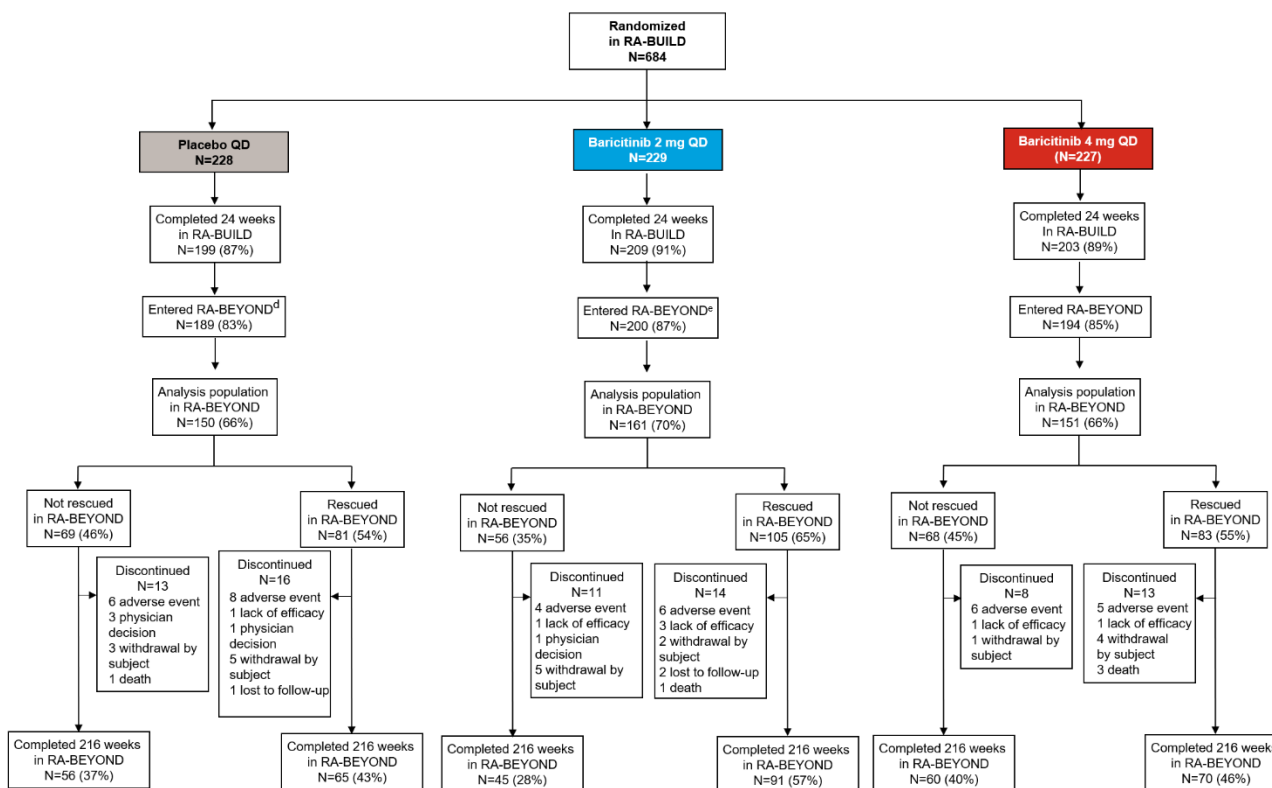 Randomized
in RA-BUILD
N=684
Placebo QD
N=228
Baricitinib 2 mg QD
N=229
Baricitinib 4 mg QD
(N=227)
Completed 24 weeks
in RA-BUILD
N=199 (87%)
Completed 24 weeks
In RA-BUILD
N=209 (91%)
Completed 24 weeks
in RA-BUILD
N=203 (89%)
Entered RA-BEYONDd
N=189 (83%)
Entered RA-BEYONDe
N=200 (87%)
Entered RA-BEYOND
N=194 (85%)
Analysis population
in RA-BEYOND
N=150 (66%)
Analysis population
in RA-BEYOND
N=161 (70%)
Analysis population
in RA-BEYOND
N=151 (66%)
Not rescued
in RA-BEYOND
N=69 (46%)
Rescued
in RA-BEYOND
N=81 (54%)
Not rescued
in RA-BEYOND
N=56 (35%)
Rescued
in RA-BEYOND
N=105 (65%)
Not rescued
in RA-BEYOND
N=68 (45%)
Rescued
in RA-BEYOND
N=83 (55%)
Discontinued
N=13
6 adverse event
3 physician
decision
3 withdrawal by
subject
1 death
Discontinued
N=16
8 adverse event
1 lack of efficacy
1 physician
decision
5 withdrawal by
subject
1 lost to follow-up
Discontinued
N=11
4 adverse event
1 lack of efficacy
1 physician
decision
5 withdrawal by
subject
Discontinued
N=14
6 adverse event
3 lack of efficacy
2 withdrawal by
subject
2 lost to follow-up
1 death
Discontinued
N=8
6 adverse event
1 lack of efficacy
1 withdrawal by
subject
Discontinued
N=13
5 adverse event
1 lack of efficacy
4 withdrawal
by subject
3 death
Completed 216 weeks
in RA-BEYOND
N=56 (37%)
Completed 216 weeks
in RA-BEYOND
N=65 (43%)
Completed 216 weeks
in RA-BEYOND
N=45 (28%)
Completed 216 weeks
in RA-BEYOND
N=91 (57%)
Completed 216 weeks
in RA-BEYOND
N=60 (40%)
Completed 216 weeks
in RA-BEYOND
N=70 (46%)